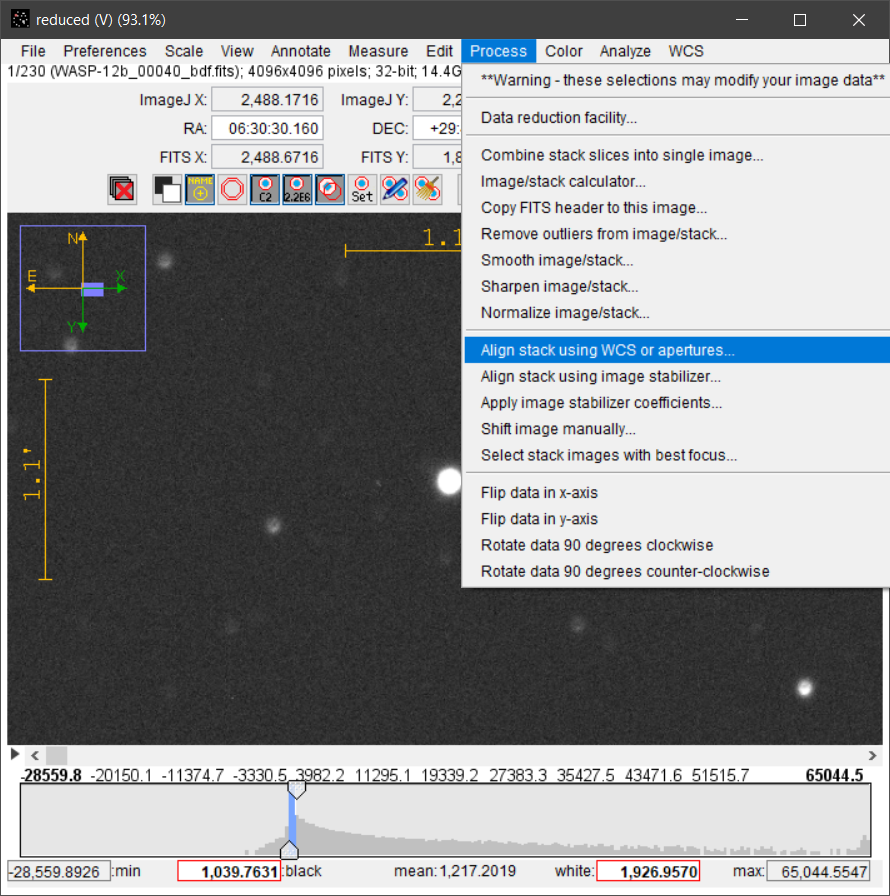 reduced (V) (93.1%)
File Preferences Scale View Annotate Measure Edit Process Color Analyze WCS
1/230 (WASP-12b_00040_bdf.fits); 4096x4096 pixels; 32-bit; 14.4G
**Warning - these selections may modify your image data**
ImageJ X: 2,488.1716 ImageJ Y: 2,2
RA: 06:30:30.160 DEC: +29:
FITS X: 2,488.6716 FITS Y: 1,8
NAME C2 2.2E6 Set
Data reduction facility...
Combine stack slices into single image...
Image/stack calculator...
Copy FITS header to this image...
Remove outliers from image/stack...
Smooth image/stack...
Sharpen image/stack...
Normalize image/stack...
Align stack using WCS or apertures...
Align stack using image stabilizer...
Apply image stabilizer coefficients...
Shift image manually...
Select stack images with best focus...
Flip data in x-axis
Flip data in y-axis
Rotate data 90 degrees clockwise
Rotate data 90 degrees counter-clockwise
N
E X
Y
1.1
1.1'
-28559.8 -20150.1 -11374.7 -3330.5 3982.2 11295.1 19339.2 27383.3 35427.5 43471.6 51515.7 65044.5
-28,559.8926 :min 1,039.7631 :black mean: 1,217.2019 white: 1,926.9570 max: 65,044.5547